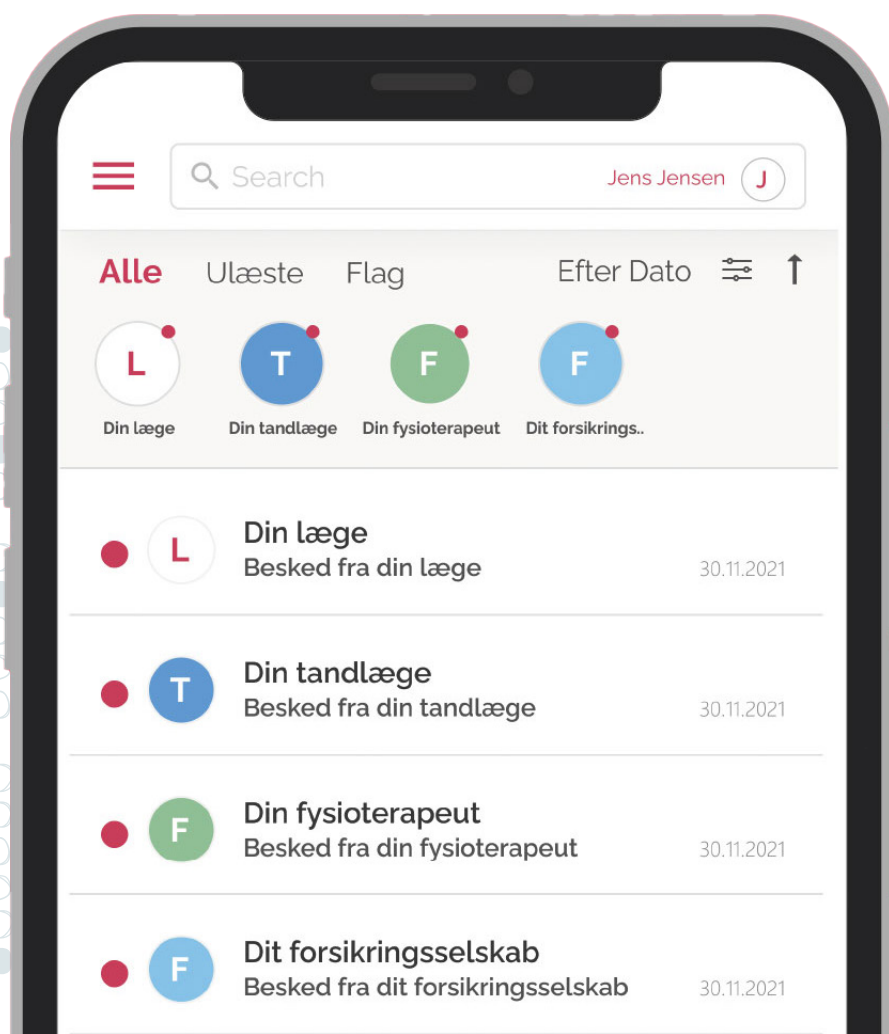 Search Jens Jensen J
Alle Ulæste Flag Efter Dato
L T F F
Din læge Din tandlæge Din fysioterapeut Dit forsikrings..
L
Din læge
Besked fra din læge 30.11.2021
T
Din tandlæge
Besked fra din tandlæge 30.11.2021
F
Din fysioterapeut
Besked fra din fysioterapeut 30.11.2021
F
Dit forsikringsselskab
Besked fra dit forsikringsselskab 30.11.2021